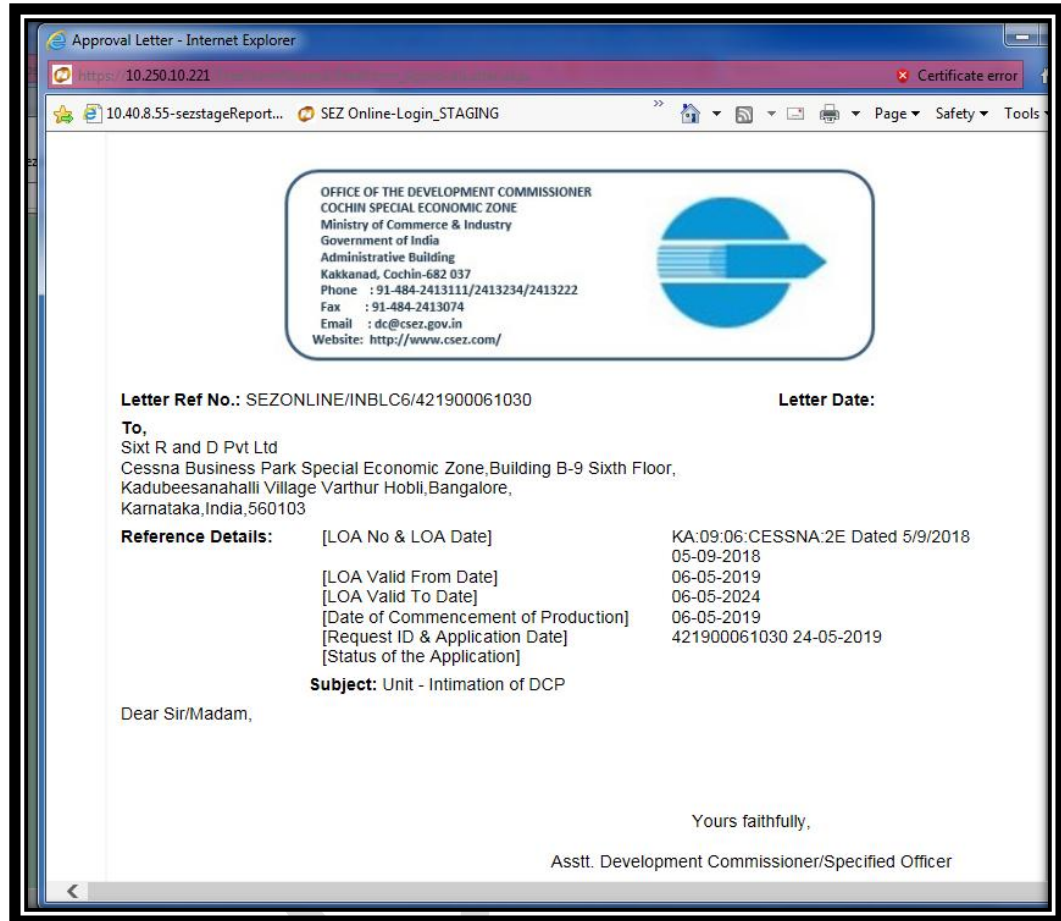 Approval Letter - Internet Explorer
https://10.250.10.221
Certificate error
10.40.8.55-sezstageReport... SEZ Online-Login_STAGING » Page Safety Tools
OFFICE OF THE DEVELOPMENT COMMISSIONER
COCHIN SPECIAL ECONOMIC ZONE
Ministry of Commerce & Industry
Government of India
Administrative Building
Kakkanad, Cochin-682 037
Phone : 91-484-2413111/2413234/2413222
Fax : 91-484-2413074
Email : dc@csez.gov.in
Website: http://www.csez.com/
Letter Ref No.: SEZONLINE/INBLC6/421900061030 Letter Date:
To,
Sixt R and D Pvt Ltd
Cessna Business Park Special Economic Zone,Building B-9 Sixth Floor,
Kadubeesanahalli Village Varthur Hobli,Bangalore,
Karnataka,India,560103
Reference Details: [LOA No & LOA Date] KA:09:06:CESSNA:2E Dated 5/9/2018
05-09-2018
[LOA Valid From Date] 06-05-2019
[LOA Valid To Date] 06-05-2024
[Date of Commencement of Production] 06-05-2019
[Request ID & Application Date] 421900061030 24-05-2019
[Status of the Application]
Subject: Unit - Intimation of DCP
Dear Sir/Madam,
Yours faithfully,
Asstt. Development Commissioner/Specified Officer